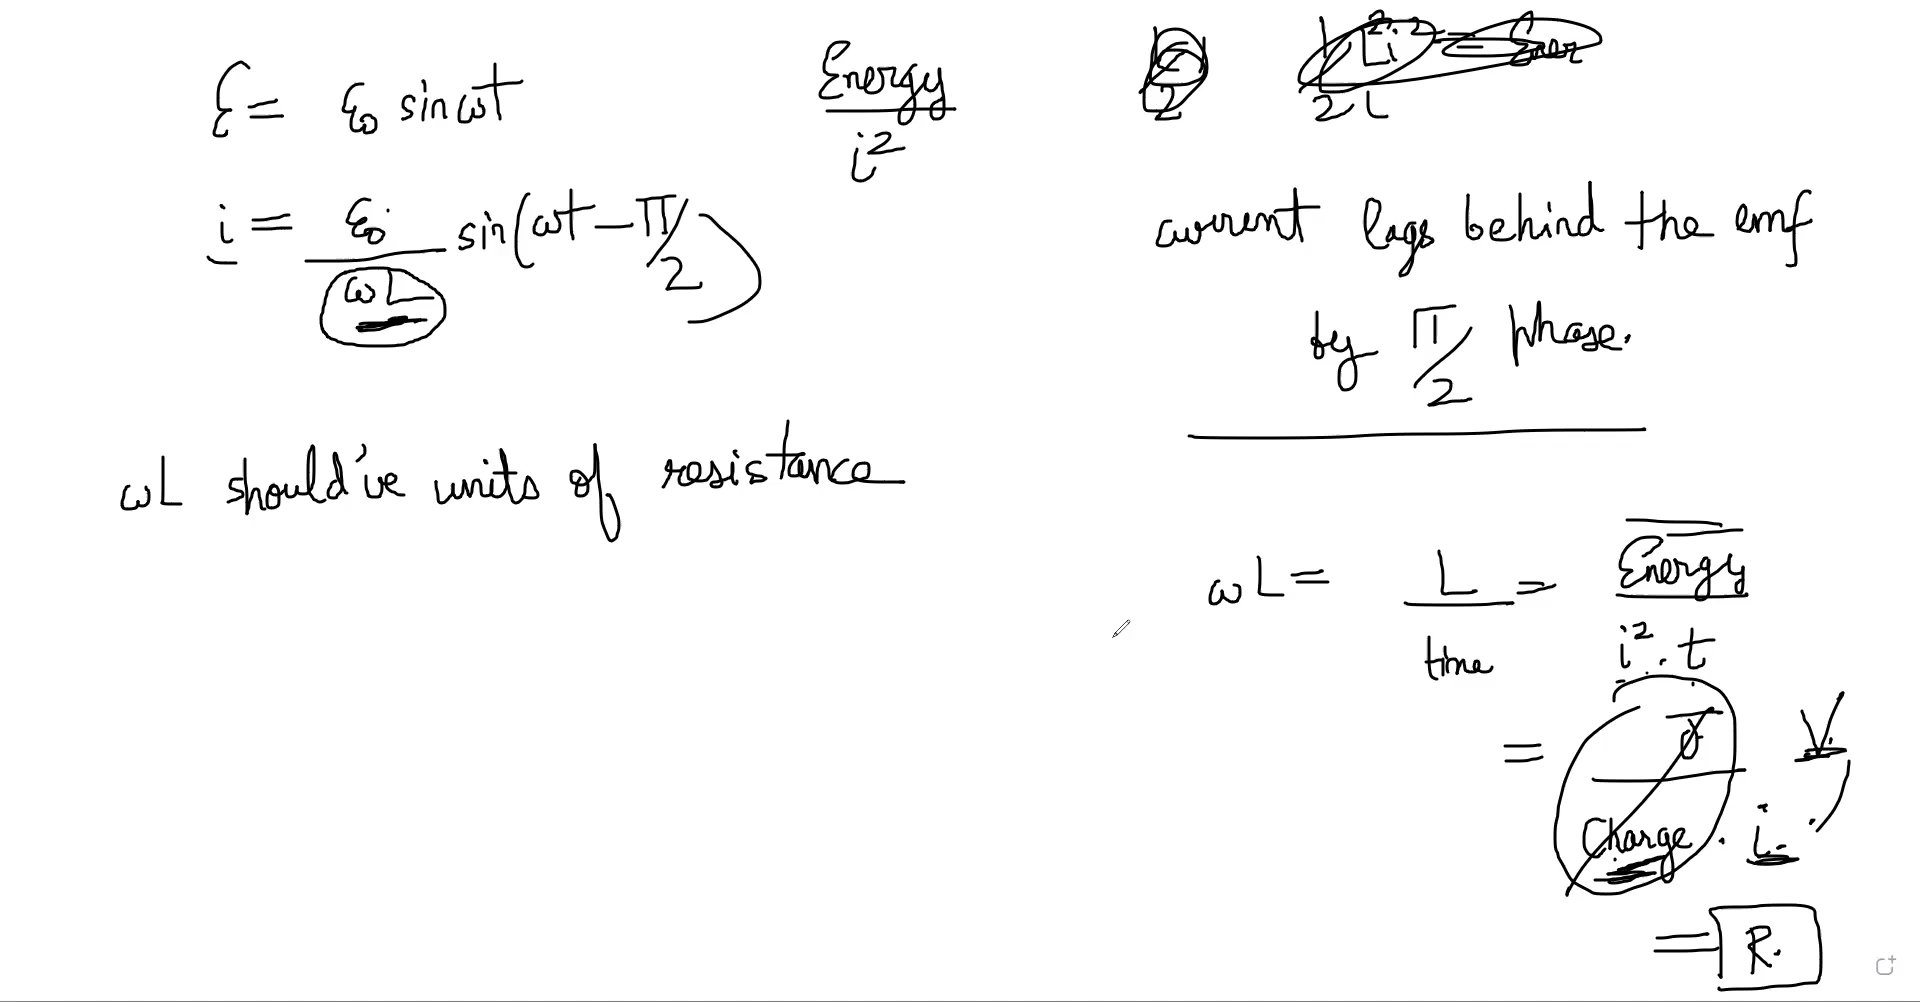 ε = ε₀ sin ωt
i = ε₀/ωL sin(ωt − π/2)
Energy/i²
current lags behind the emf
by π/2 phase.
ωL should've units of resistance
ωL = L/time = Energy/i².t
= J/Charge . i V
= R.